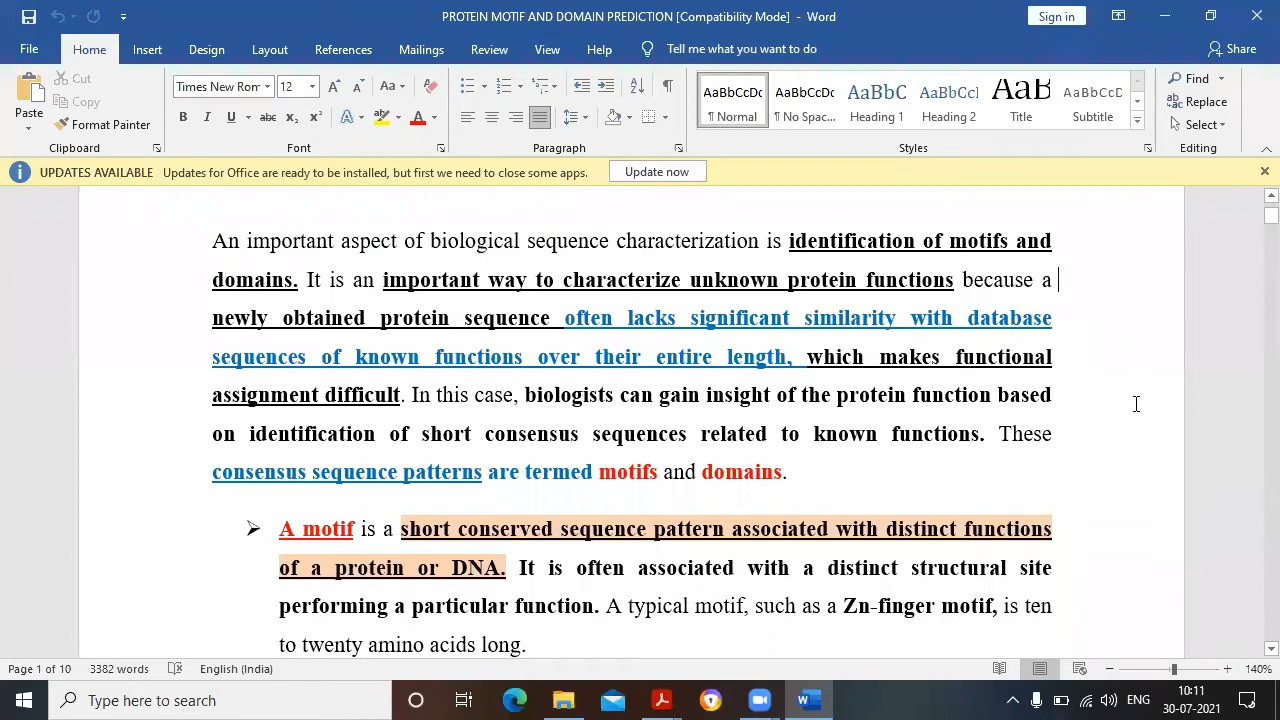 PROTEIN MOTIF AND DOMAIN PREDICTION [Compatibility Mode] - Word
Sign in
File Home Insert Design Layout References Mailings Review View Help Tell me what you want to do Share
Paste
Cut
Copy
Format Painter
Clipboard
Times New Rom 12
Font
Paragraph
AaBbCcDc AaBbCcDc AaBbC AaBbCcI AaB AaBbCcD
¶ Normal ¶ No Spac... Heading 1 Heading 2 Title Subtitle
Styles
Find
Replace
Select
Editing
UPDATES AVAILABLE Updates for Office are ready to be installed, but first we need to close some apps. Update now
An important aspect of biological sequence characterization is identification of motifs and
domains. It is an important way to characterize unknown protein functions because a
newly obtained protein sequence often lacks significant similarity with database
sequences of known functions over their entire length, which makes functional
assignment difficult. In this case, biologists can gain insight of the protein function based
on identification of short consensus sequences related to known functions. These
consensus sequence patterns are termed motifs and domains.
➢ A motif is a short conserved sequence pattern associated with distinct functions
of a protein or DNA. It is often associated with a distinct structural site
performing a particular function. A typical motif, such as a Zn-finger motif, is ten
to twenty amino acids long.
Page 1 of 10 3382 words English (India) 140%
Type here to search
ENG
10:11
30-07-2021